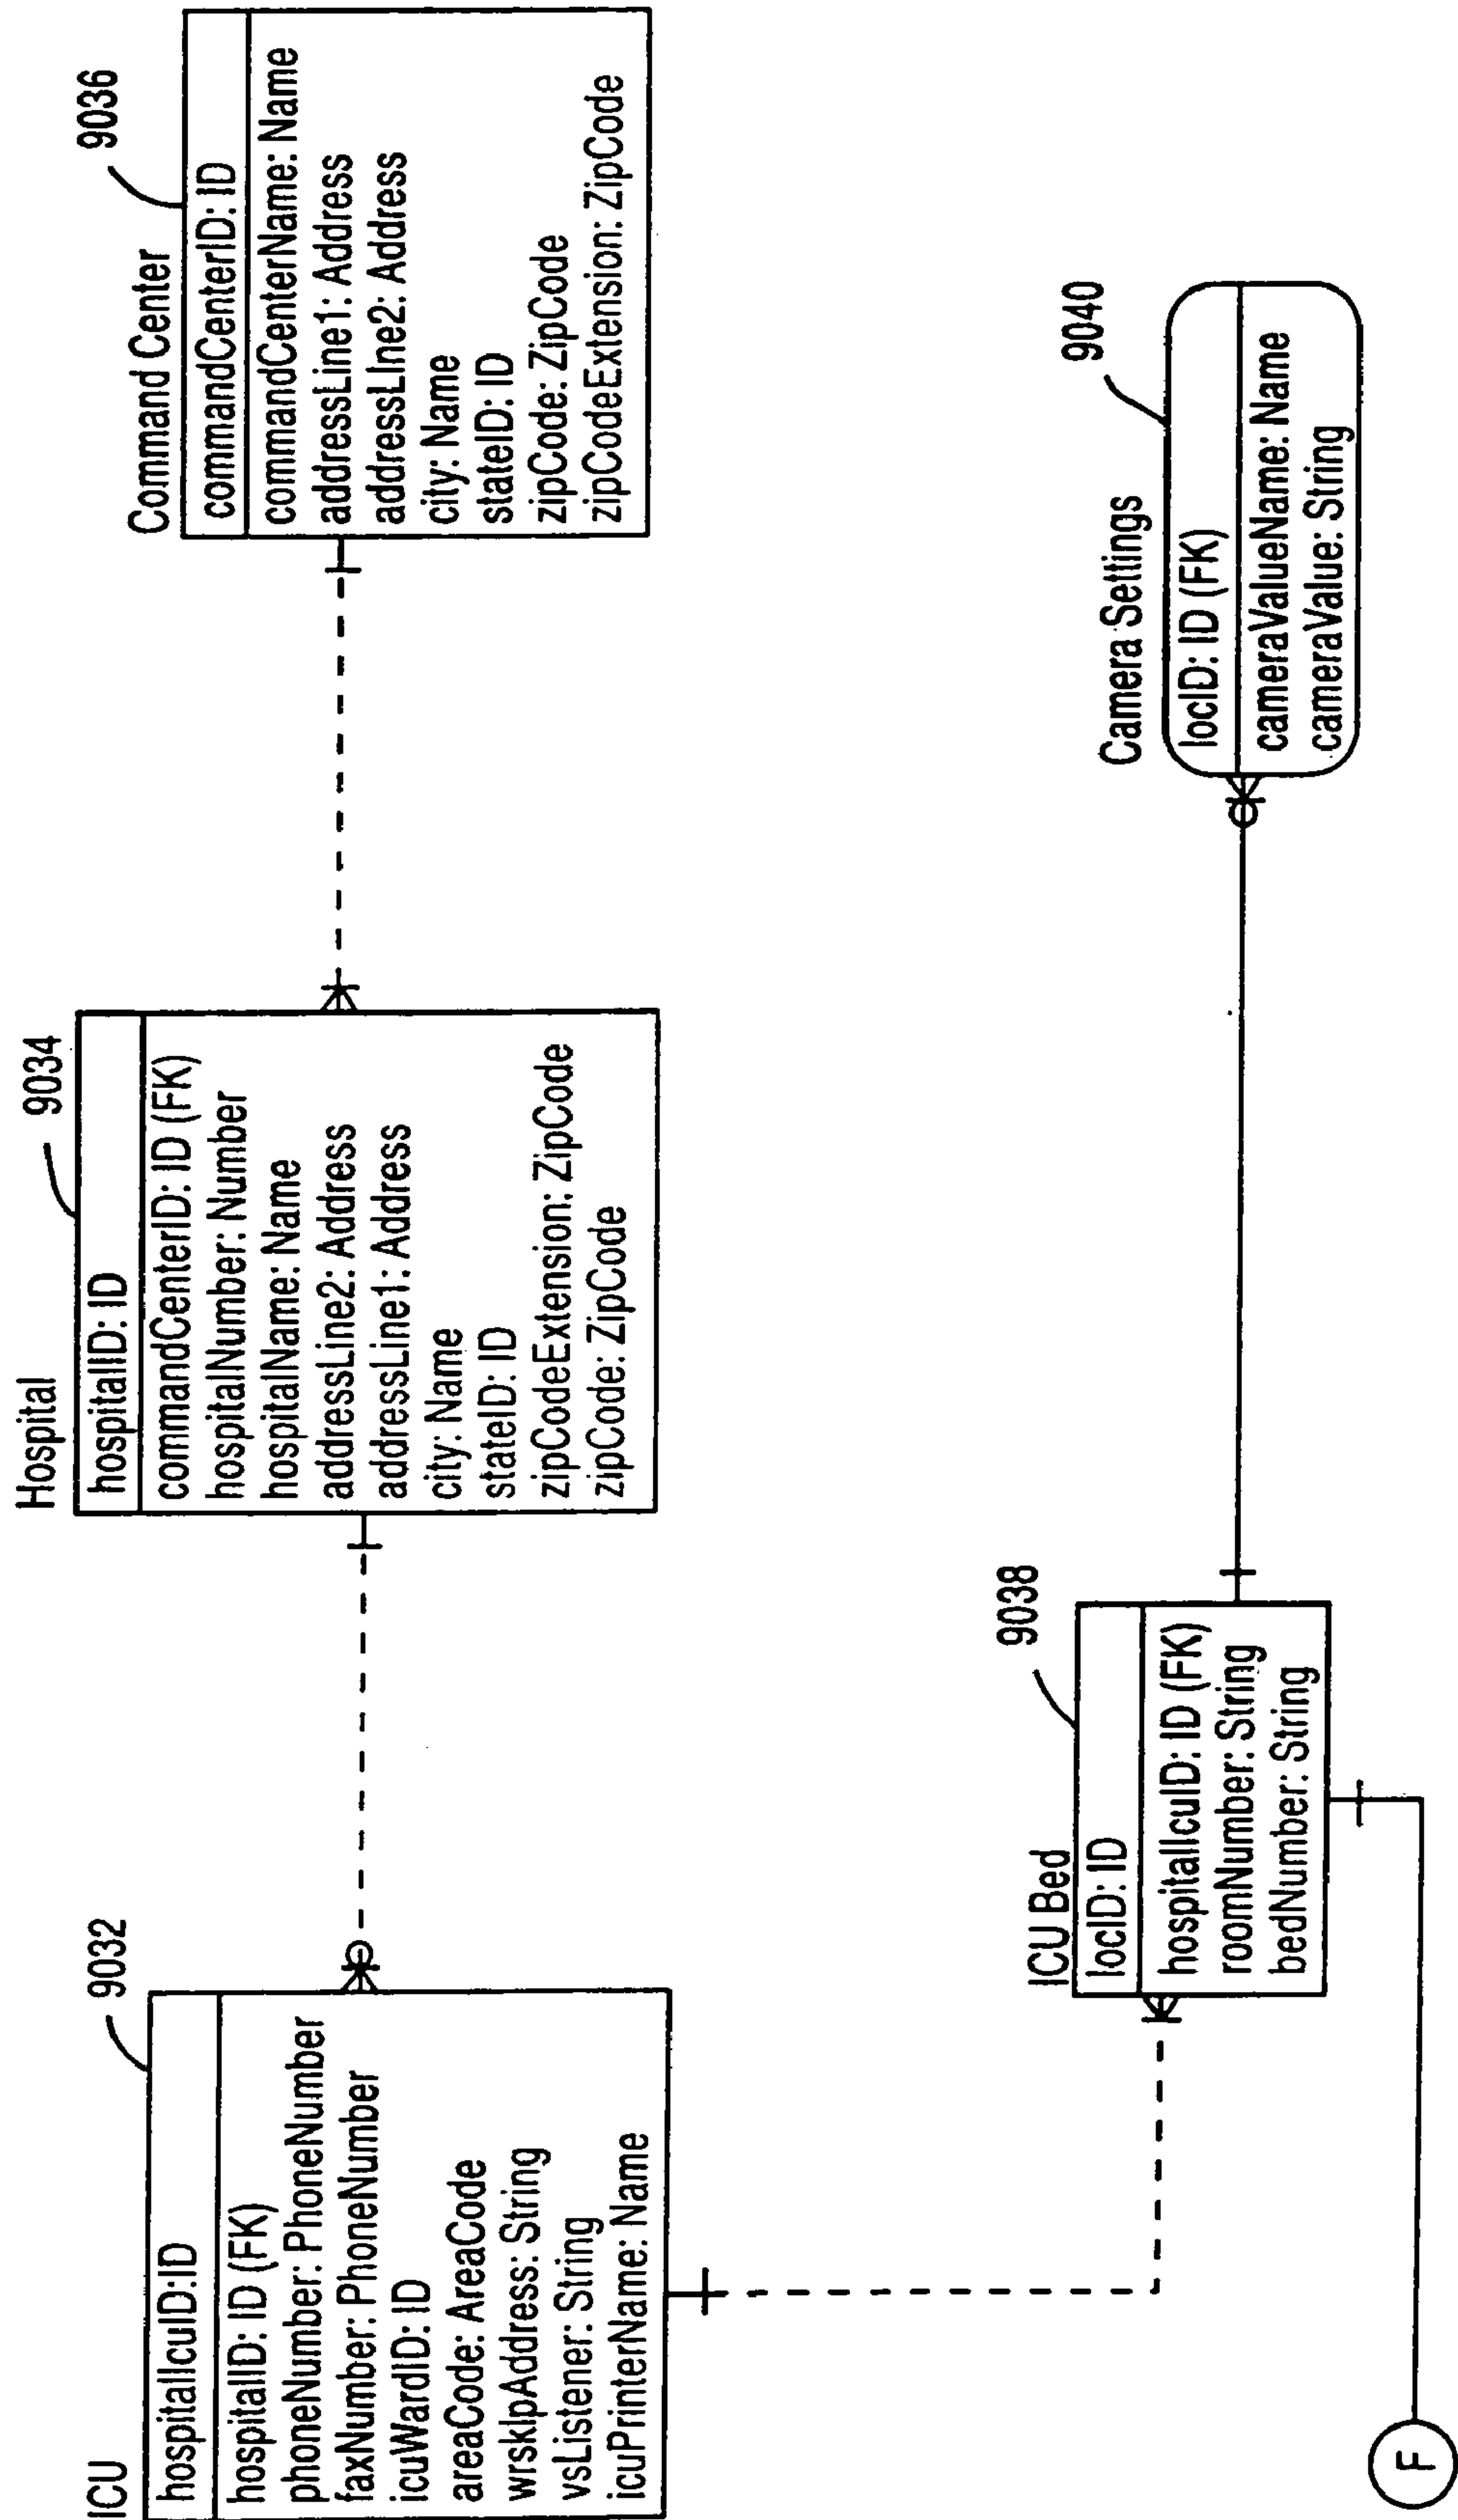 ICU
9032
hospitalIcuID:ID
hospitalID: ID (FK)
phoneNumber: PhoneNumber
faxNumber: PhoneNumber
icuWardID: ID
areaCode: AreaCode
wrskIpAddress: String
vsListener: String
icuPrinterName: Name
Hospital
9034
hospitalID: ID
commandCenterID: ID (FK)
hospitalNumber: Number
hospitalName: Name
addressLine2: Address
addressLine1: Address
city: Name
stateID: ID
zipCodeExtension: ZipCode
zipCode: ZipCode
Command Center
9036
commandCenterID: ID
commandCenterName: Name
addressLine1: Address
addressLIne2: Address
city: Name
stateID: ID
zipCode: ZipCode
zipCodeExtension: ZipCode
ICU Bed
9038
locID: ID
hospitalIcuID: ID (FK)
roomNumber: String
bedNumber: String
Camera Settings
9040
locID: ID (FK)
cameraValueName: Name
cameraValue: String
F